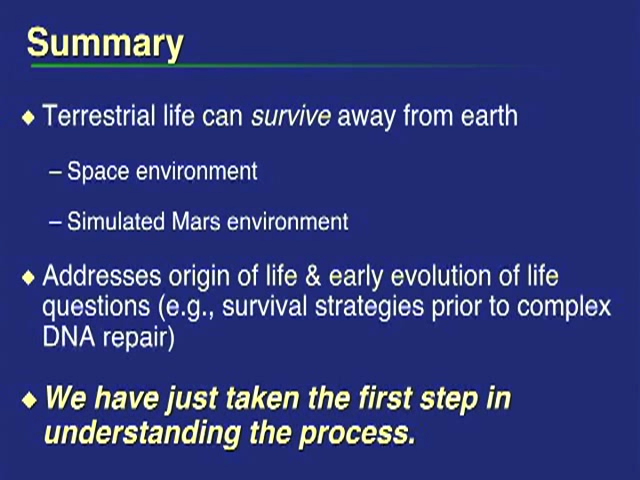 Summary
Terrestrial life can survive away from earth
– Space environment
– Simulated Mars environment
Addresses origin of life & early evolution of life
questions (e.g., survival strategies prior to complex
DNA repair)
We have just taken the first step in
understanding the process.